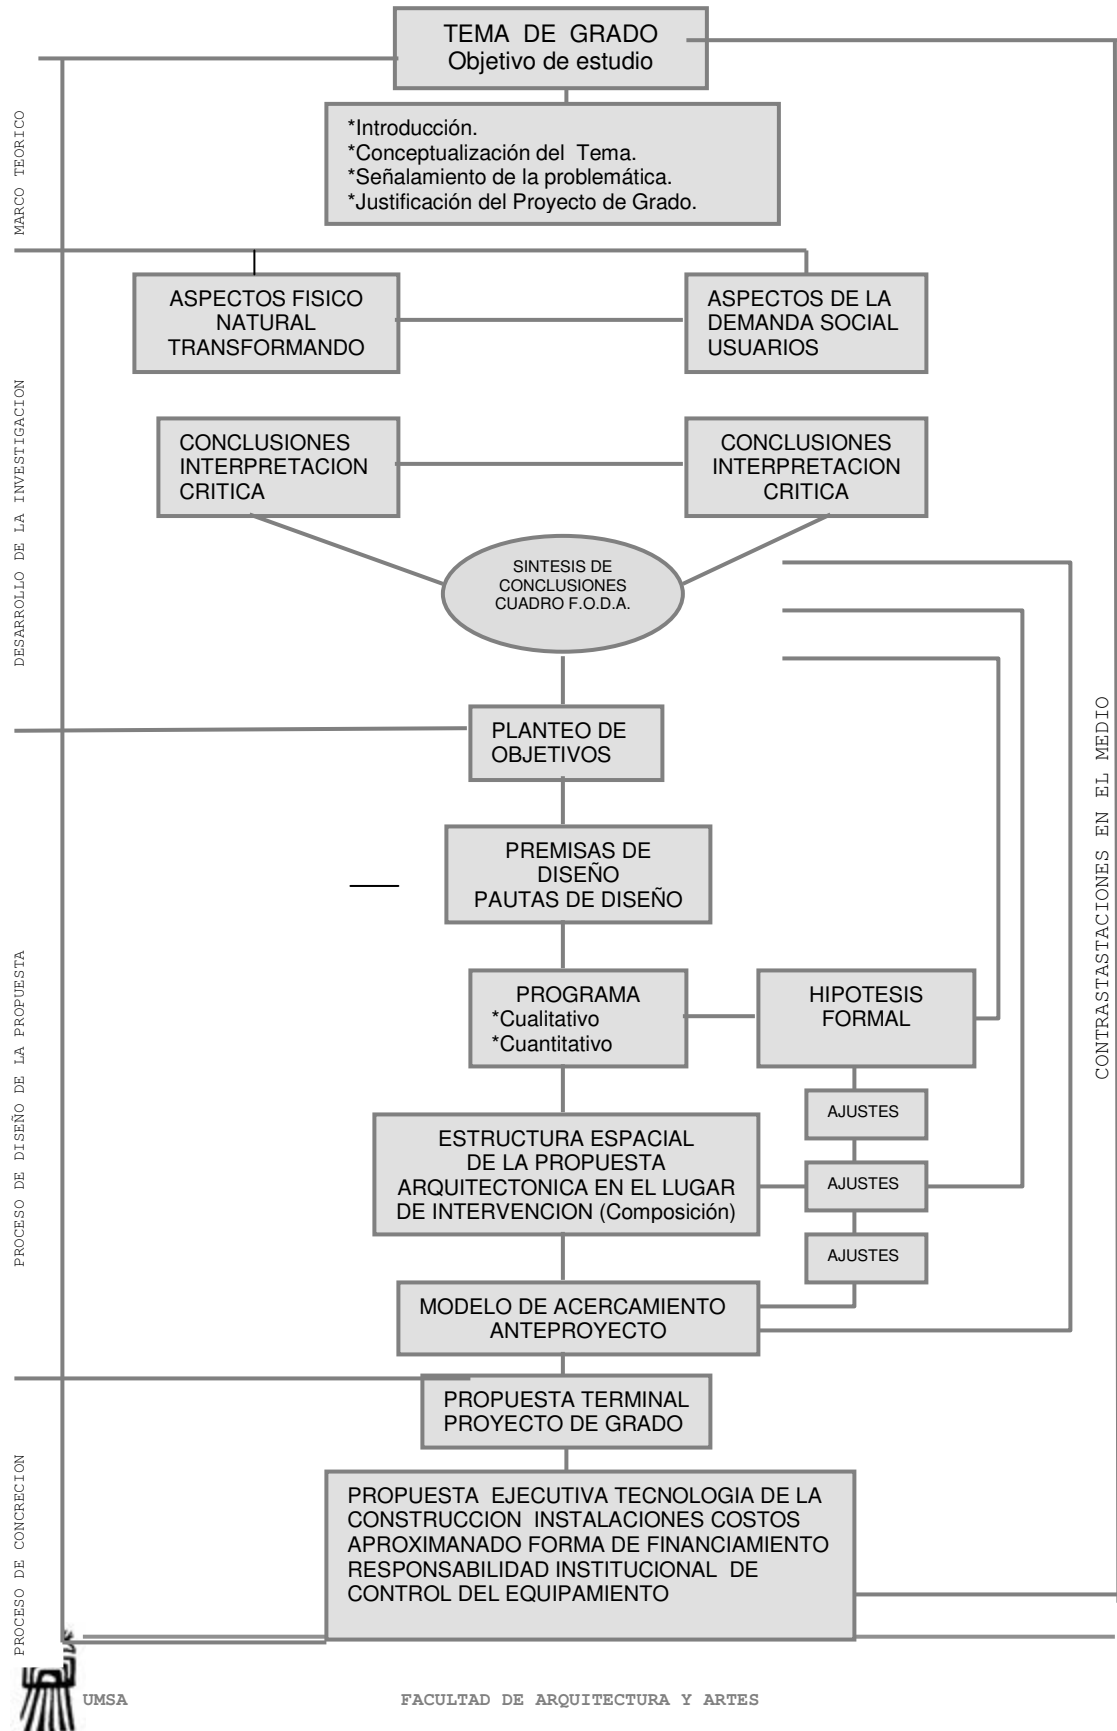 TEMA DE GRADO
Objetivo de estudio
*Introducción.
*Conceptualización del Tema.
*Señalamiento de la problemática.
*Justificación del Proyecto de Grado.
MARCO TEORICO
ASPECTOS FISICO
NATURAL
TRANSFORMANDO
ASPECTOS DE LA
DEMANDA SOCIAL
USUARIOS
CONCLUSIONES
INTERPRETACION
CRITICA
CONCLUSIONES
INTERPRETACION
CRITICA
SINTESIS DE
CONCLUSIONES
CUADRO F.O.D.A.
DESARROLLO DE LA INVESTIGACION
PLANTEO DE
OBJETIVOS
PREMISAS DE
DISEÑO
PAUTAS DE DISEÑO
PROGRAMA
*Cualitativo
*Cuantitativo
HIPOTESIS
FORMAL
AJUSTES
ESTRUCTURA ESPACIAL
DE LA PROPUESTA
ARQUITECTONICA EN EL LUGAR
DE INTERVENCION (Composición)
AJUSTES
AJUSTES
MODELO DE ACERCAMIENTO
ANTEPROYECTO
PROCESO DE DISEÑO DE LA PROPUESTA
CONTRASTASTACIONES EN EL MEDIO
PROPUESTA TERMINAL
PROYECTO DE GRADO
PROPUESTA EJECUTIVA TECNOLOGIA DE LA
CONSTRUCCION INSTALACIONES COSTOS
APROXIMANADO FORMA DE FINANCIAMIENTO
RESPONSABILIDAD INSTITUCIONAL DE
CONTROL DEL EQUIPAMIENTO
PROCESO DE CONCRECION
UMSA
FACULTAD DE ARQUITECTURA Y ARTES